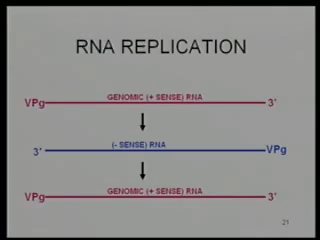 RNA REPLICATION
GENOMIC (+ SENSE) RNA
VPg 3'
(- SENSE) RNA
3' VPg
GENOMIC (+ SENSE) RNA
VPg 3'
21